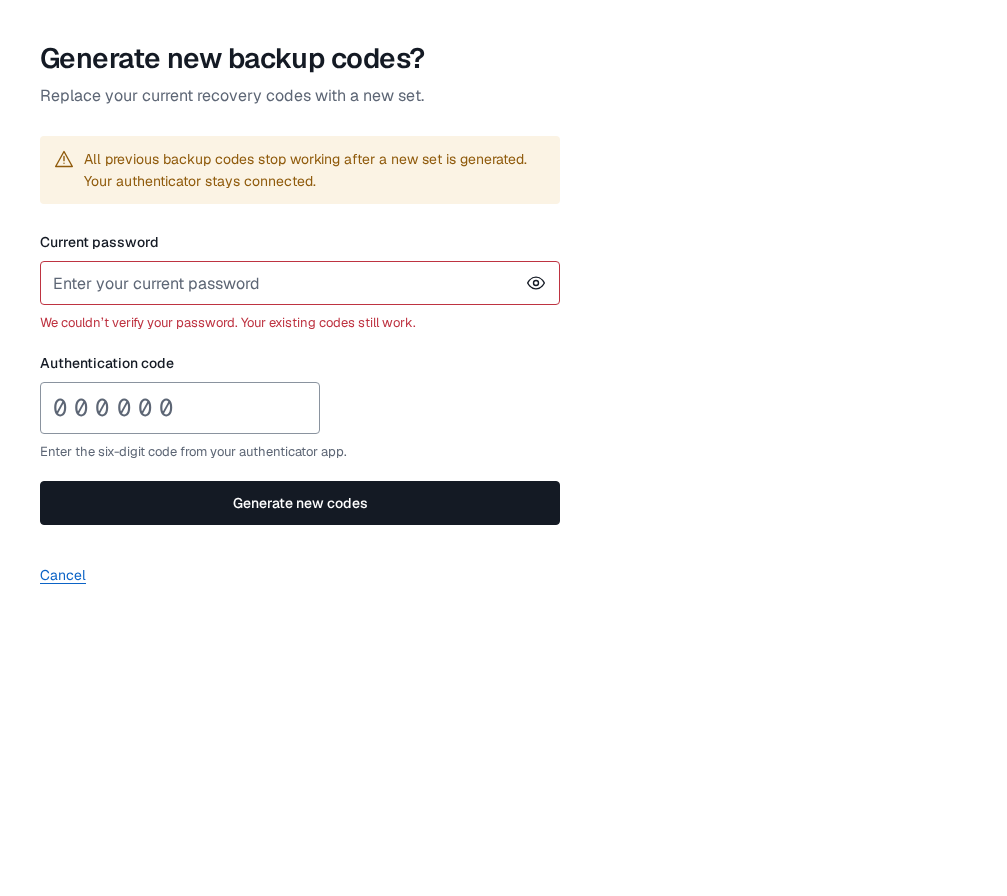 Generate new backup codes?
Replace your current recovery codes with a new set.
All previous backup codes stop working after a new set is generated.
Your authenticator stays connected.
Current password
Enter your current password
We couldn't verify your password. Your existing codes still work.
Authentication code
000000
Enter the six-digit code from your authenticator app.
Generate new codes
Cancel